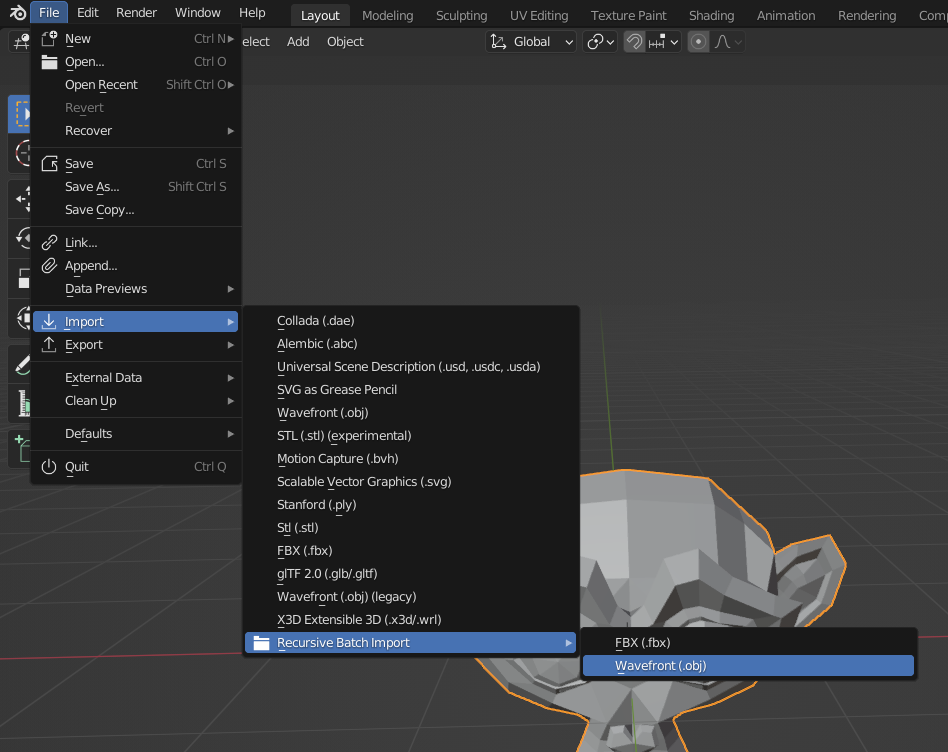 File Edit Render Window Help Layout Modeling Sculpting UV Editing Texture Paint Shading Animation Rendering
elect Add Object Global
New Ctrl N
Open... Ctrl O
Open Recent Shift Ctrl O
Revert
Recover
Save Ctrl S
Save As... Shift Ctrl S
Save Copy...
Link...
Append...
Data Previews
Import
Export
External Data
Clean Up
Defaults
Quit Ctrl Q
Collada (.dae)
Alembic (.abc)
Universal Scene Description (.usd, .usdc, .usda)
SVG as Grease Pencil
Wavefront (.obj)
STL (.stl) (experimental)
Motion Capture (.bvh)
Scalable Vector Graphics (.svg)
Stanford (.ply)
Stl (.stl)
FBX (.fbx)
glTF 2.0 (.glb/.gltf)
Wavefront (.obj) (legacy)
X3D Extensible 3D (.x3d/.wrl)
Recursive Batch Import
FBX (.fbx)
Wavefront (.obj)